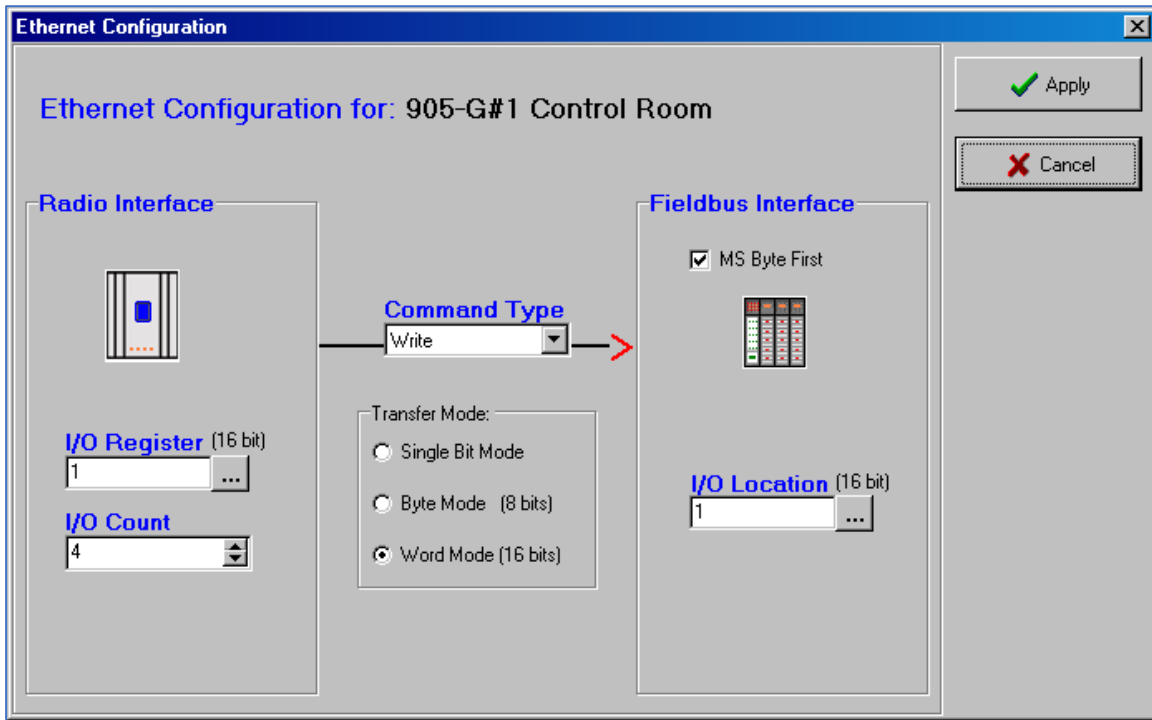 Ethernet Configuration
Ethernet Configuration for: 905-G#1 Control Room
Apply
Cancel
Radio Interface
Fieldbus Interface
MS Byte First
Command Type
Write
Transfer Mode:
Single Bit Mode
Byte Mode (8 bits)
Word Mode (16 bits)
I/O Register (16 bit)
1
...
I/O Count
4
I/O Location (16 bit)
1
...